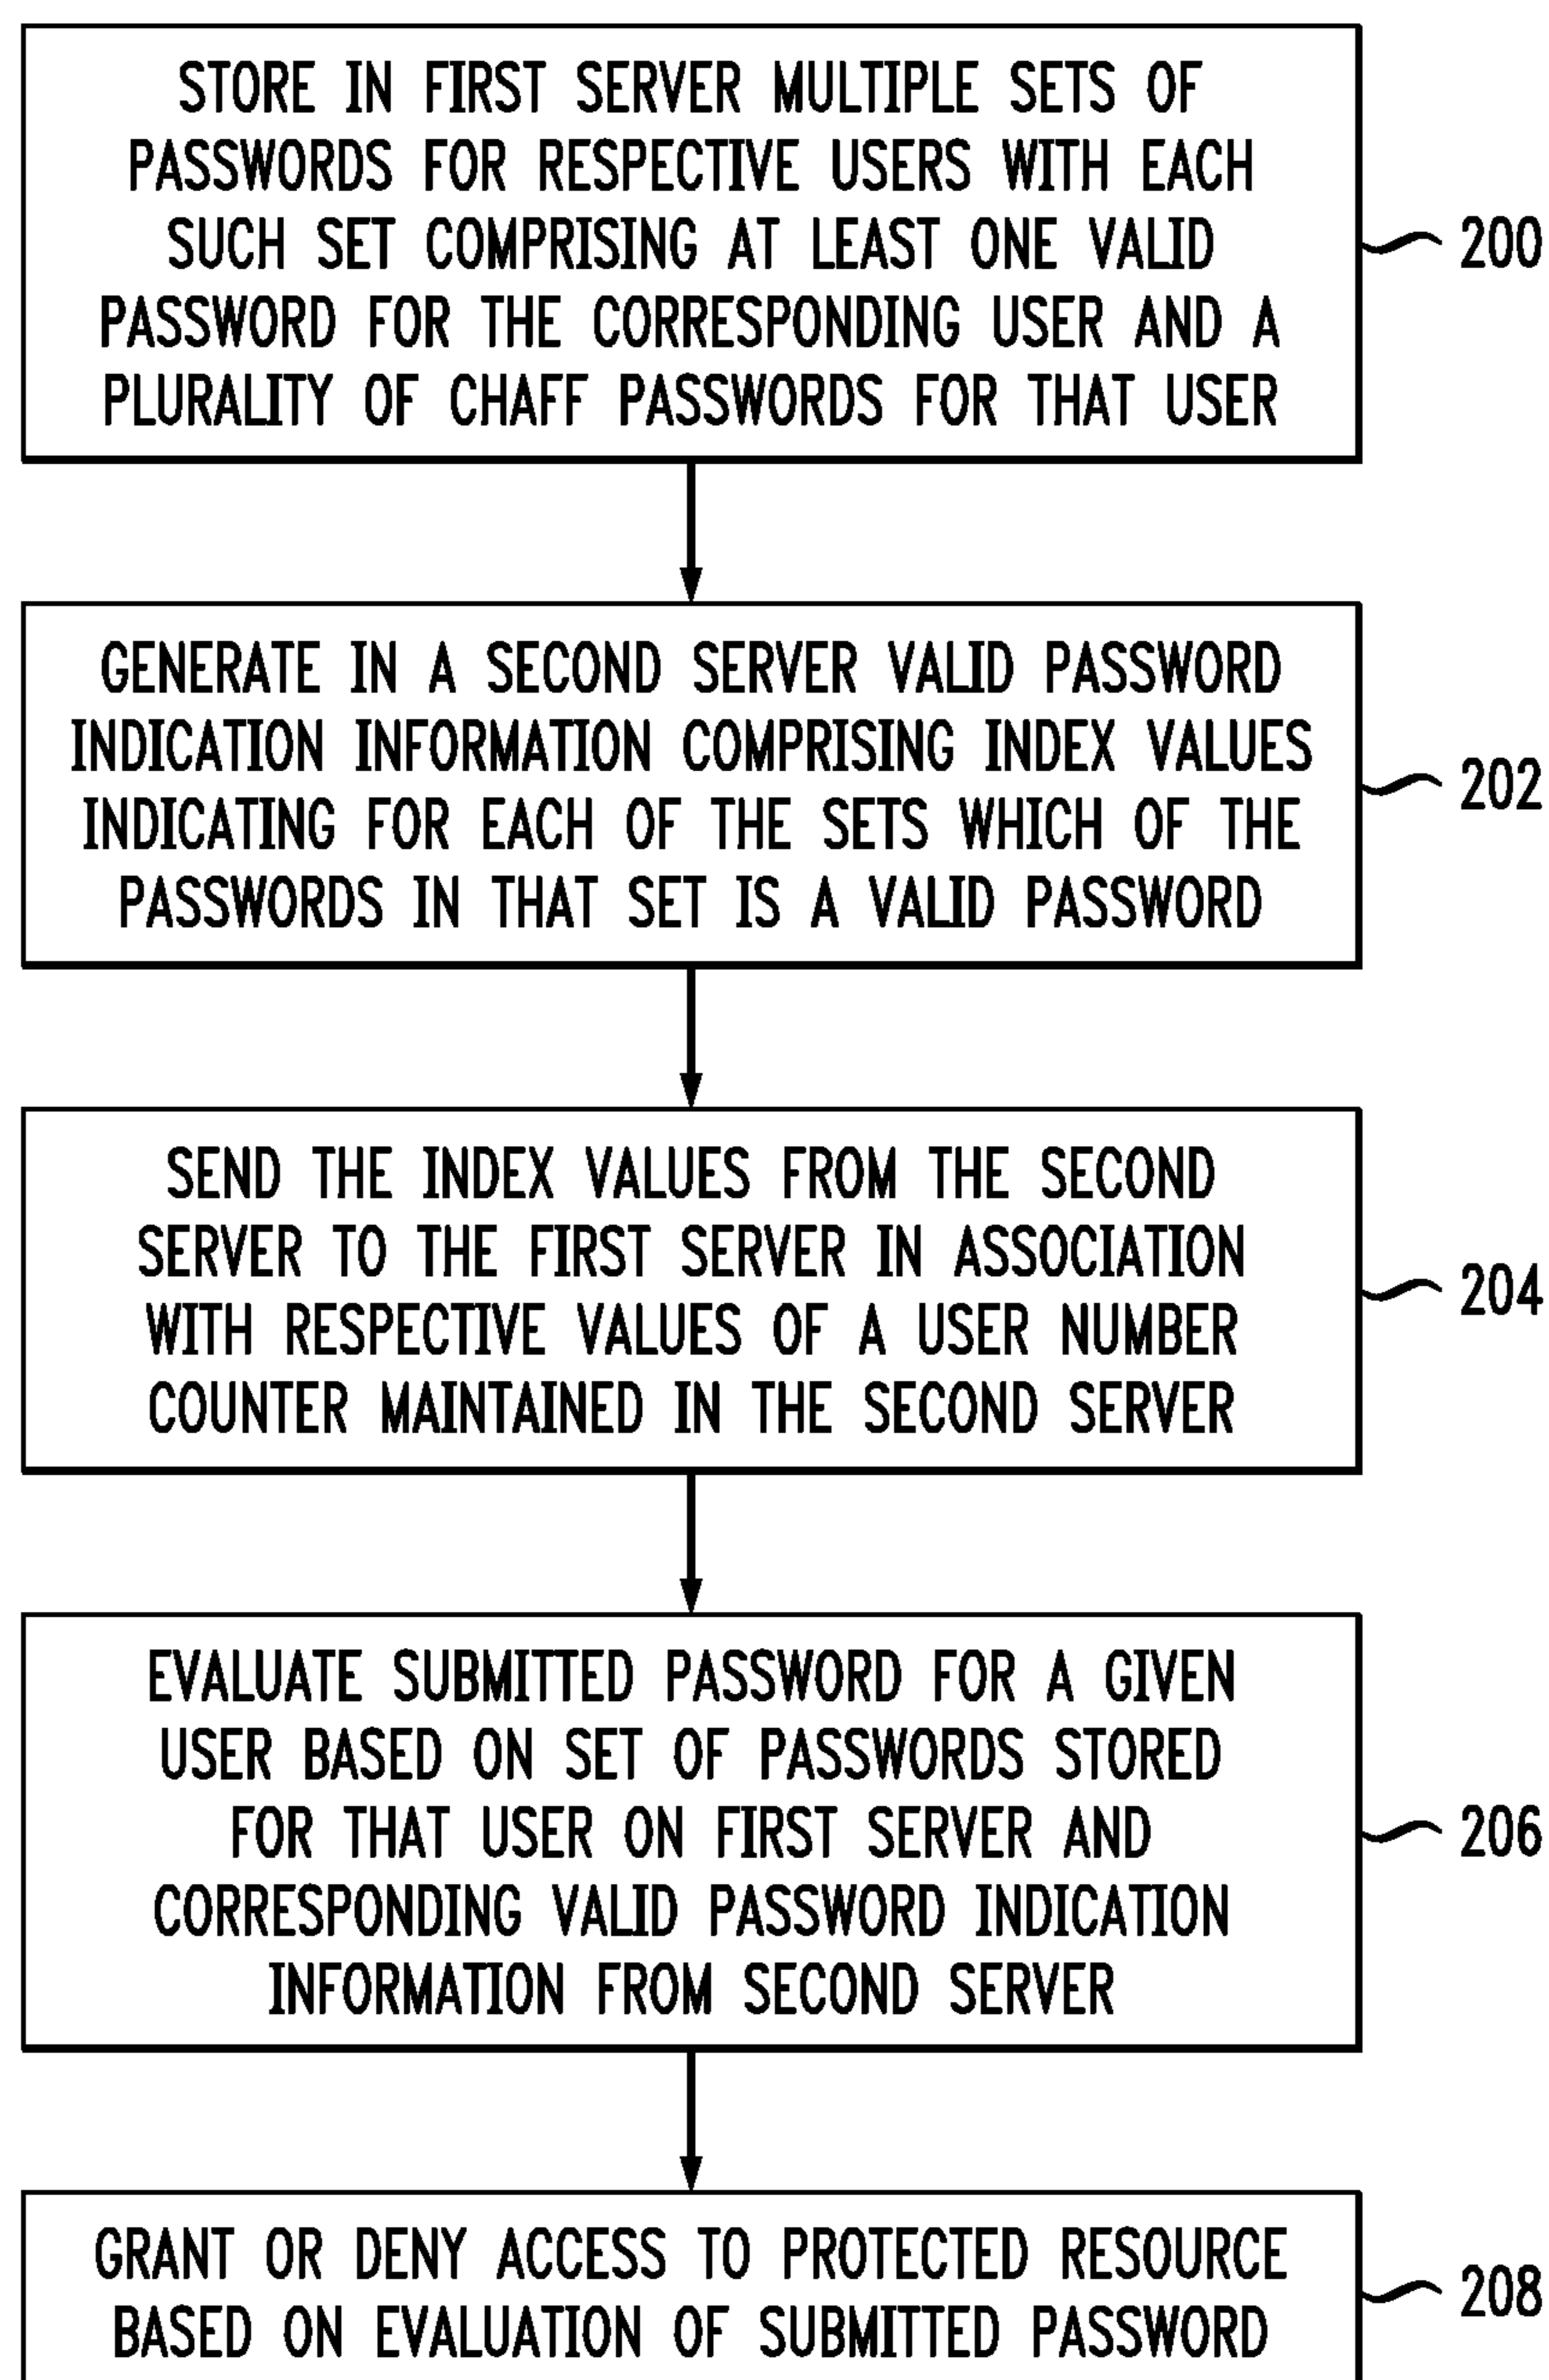 STORE IN FIRST SERVER MULTIPLE SETS OF
PASSWORDS FOR RESPECTIVE USERS WITH EACH
SUCH SET COMPRISING AT LEAST ONE VALID
PASSWORD FOR THE CORRESPONDING USER AND A
PLURALITY OF CHAFF PASSWORDS FOR THAT USER
200
GENERATE IN A SECOND SERVER VALID PASSWORD
INDICATION INFORMATION COMPRISING INDEX VALUES
INDICATING FOR EACH OF THE SETS WHICH OF THE
PASSWORDS IN THAT SET IS A VALID PASSWORD
202
SEND THE INDEX VALUES FROM THE SECOND
SERVER TO THE FIRST SERVER IN ASSOCIATION
WITH RESPECTIVE VALUES OF A USER NUMBER
COUNTER MAINTAINED IN THE SECOND SERVER
204
EVALUATE SUBMITTED PASSWORD FOR A GIVEN
USER BASED ON SET OF PASSWORDS STORED
FOR THAT USER ON FIRST SERVER AND
CORRESPONDING VALID PASSWORD INDICATION
INFORMATION FROM SECOND SERVER
206
GRANT OR DENY ACCESS TO PROTECTED RESOURCE
BASED ON EVALUATION OF SUBMITTED PASSWORD
208